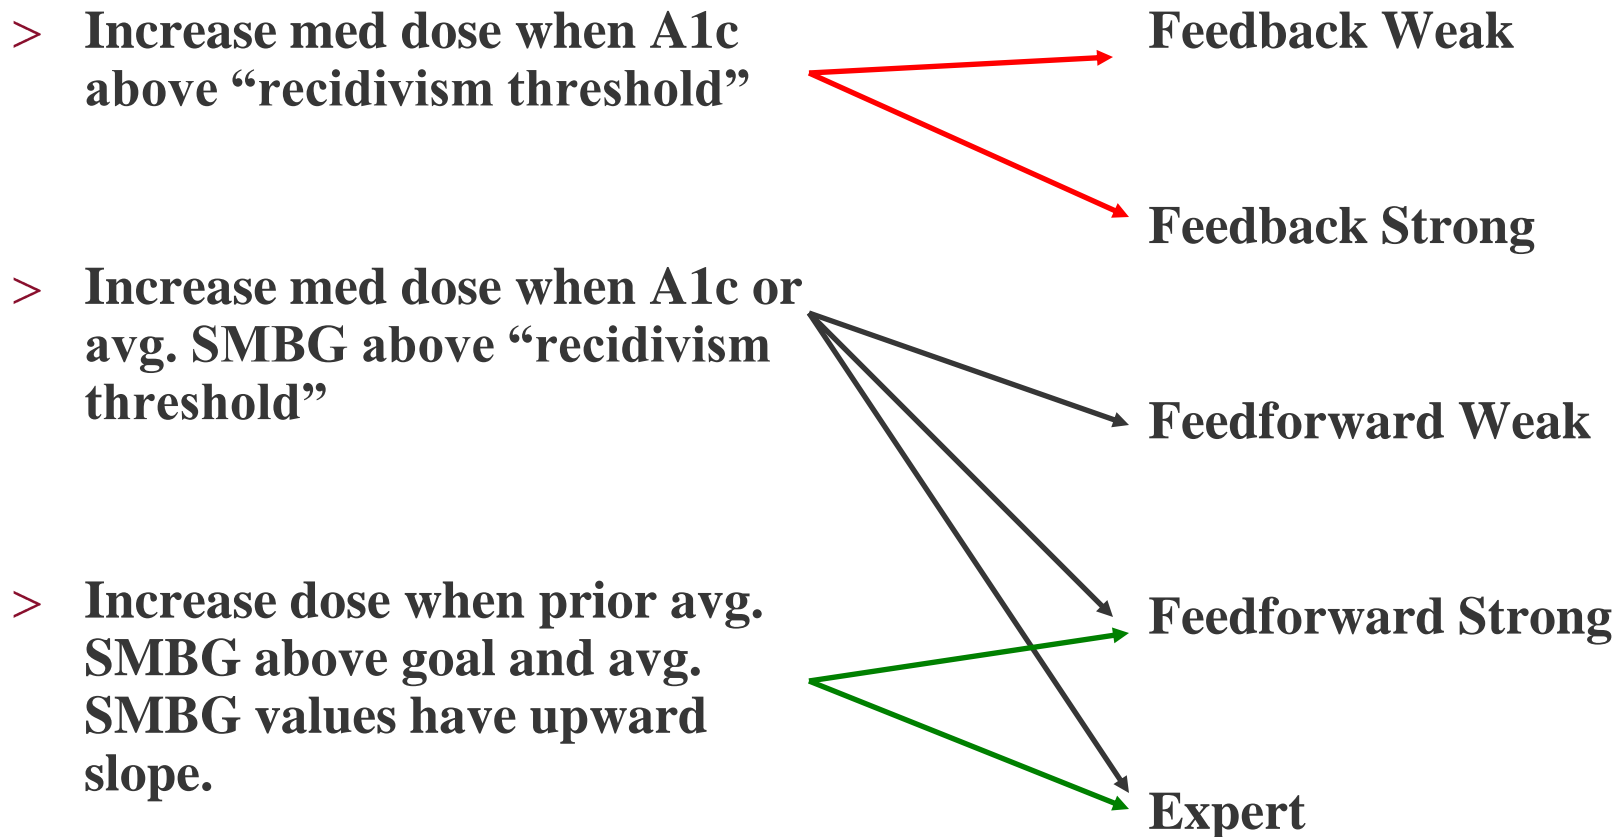 > Increase med dose when A1c
above “recidivism threshold”
> Increase med dose when A1c or
avg. SMBG above “recidivism
threshold”
> Increase dose when prior avg.
SMBG above goal and avg.
SMBG values have upward
slope.
Feedback Weak
Feedback Strong
Feedforward Weak
Feedforward Strong
Expert